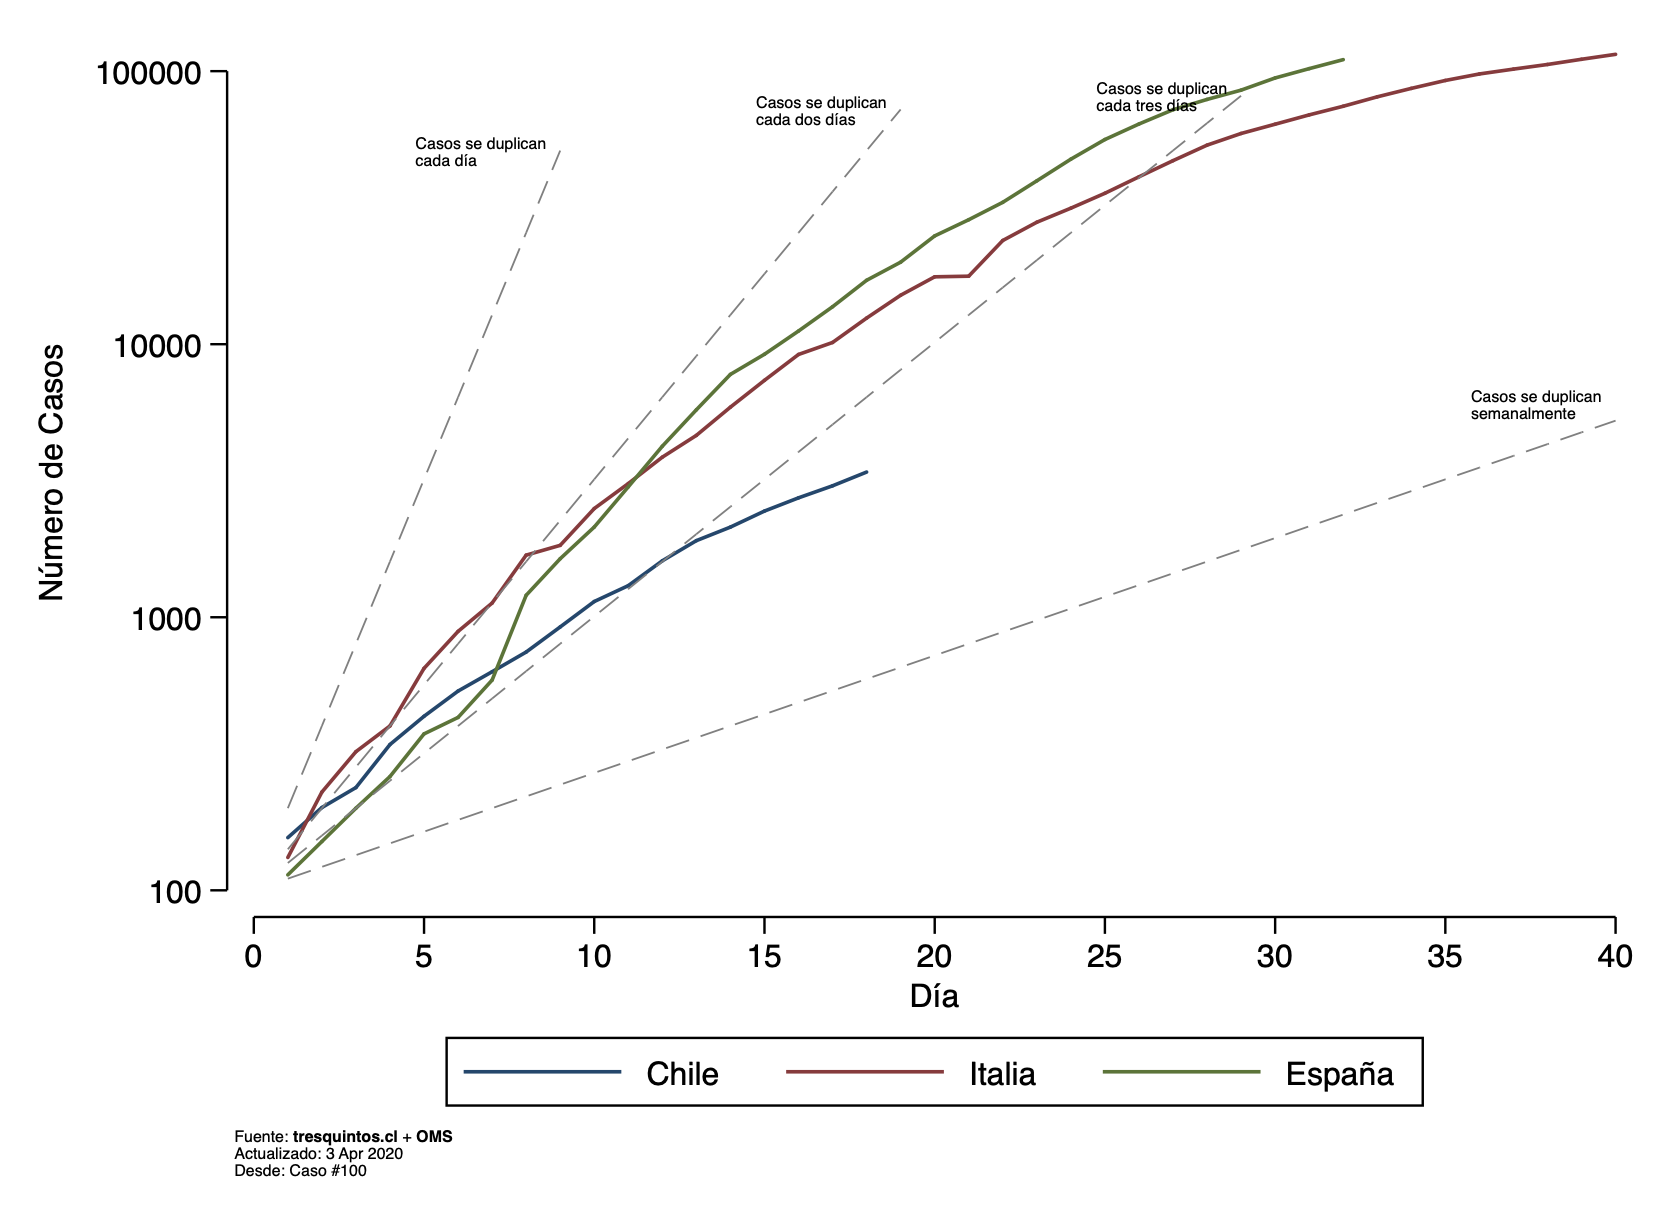 100000
10000
1000
100
Número de Casos
Casos se duplican
cada día
Casos se duplican
cada dos días
Casos se duplican
cada tres días
Casos se duplican
semanalmente
0 5 10 15 20 25 30 35 40
Día
Chile Italia España
Fuente: tresquintos.cl + OMS
Actualizado: 3 Apr 2020
Desde: Caso #100